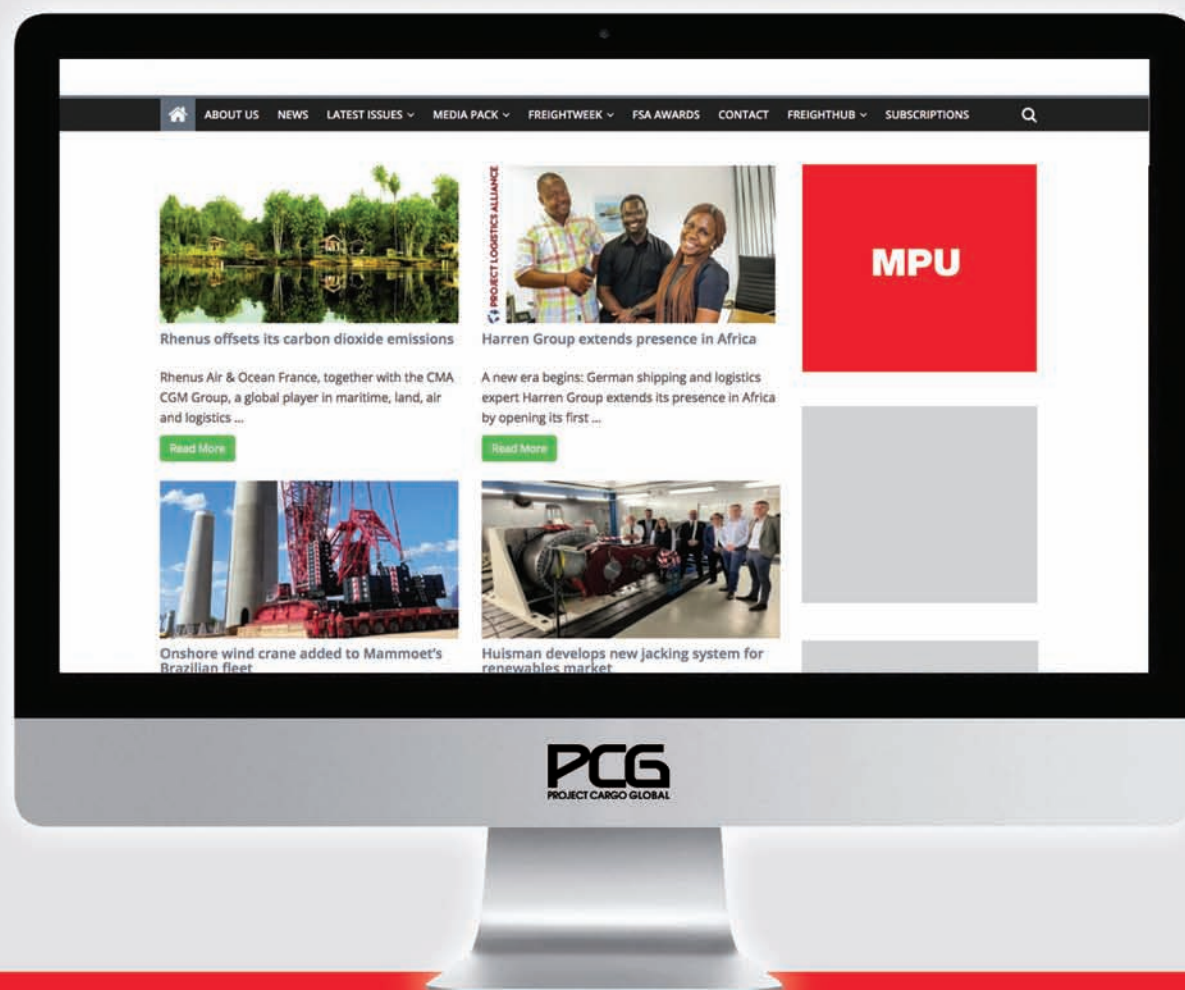 ABOUT US NEWS LATEST ISSUES MEDIA PACK FREIGHTWEEK FSA AWARDS CONTACT FREIGHTHUB SUBSCRIPTIONS
PROJECT LOGISTICS ALLIANCE
Rhenus offsets its carbon dioxide emissions
Rhenus Air & Ocean France, together with the CMA
CGM Group, a global player in maritime, land, air
and logistics ...
Read More
Harren Group extends presence in Africa
A new era begins: German shipping and logistics
expert Harren Group extends its presence in Africa
by opening its first ...
Read More
MPU
Onshore wind crane added to Mammoet's
Brazilian fleet
Huisman develops new jacking system for
renewables market
PCG
PROJECT CARGO GLOBAL